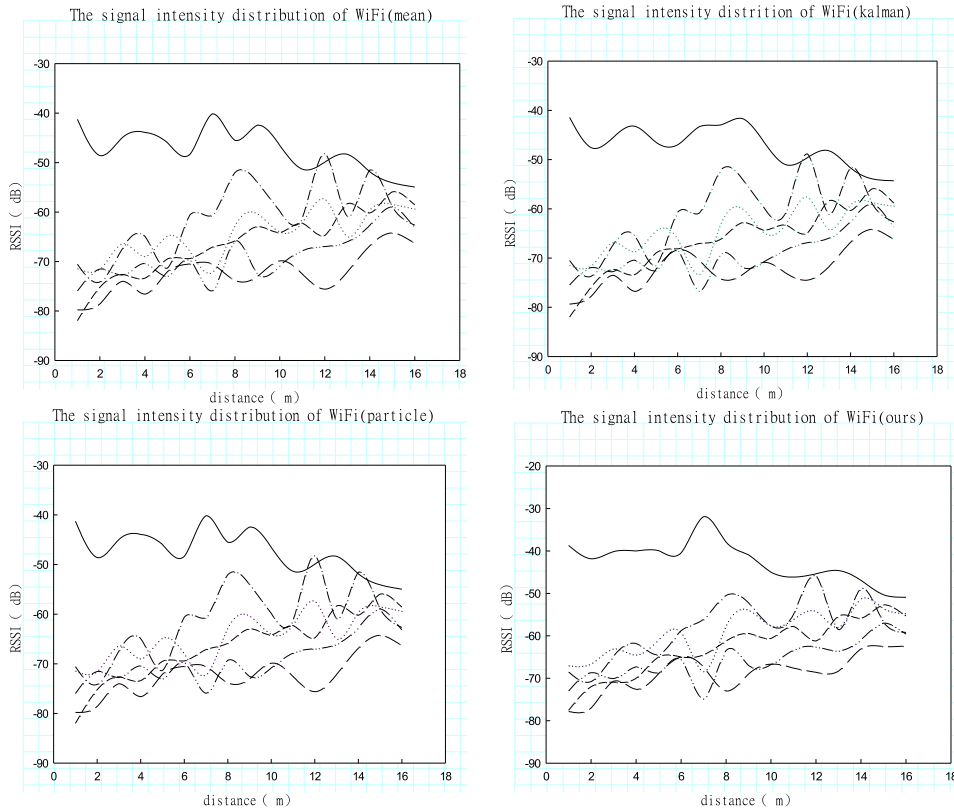 The signal intensity distribution of WiFi(mean)
-30
-40
-50
-60
-70
-80
-90
RSSI ( dB)
0 2 4 6 8 10 12 14 16 18
distance ( m)
The signal intensity distrition of WiFi(kalman)
-30
-40
-50
-60
-70
-80
-90
RSSI ( dB)
0 2 4 6 8 10 12 14 16 18
distance ( m)
The signal intensity distribution of WiFi(particle)
-30
-40
-50
-60
-70
-80
-90
RSSI ( dB)
0 2 4 6 8 10 12 14 16 18
distance ( m)
The signal intensity distribution of WiFi(ours)
-20
-30
-40
-50
-60
-70
-80
-90
RSSI ( dB)
0 2 4 6 8 10 12 14 16 18
distance ( m)